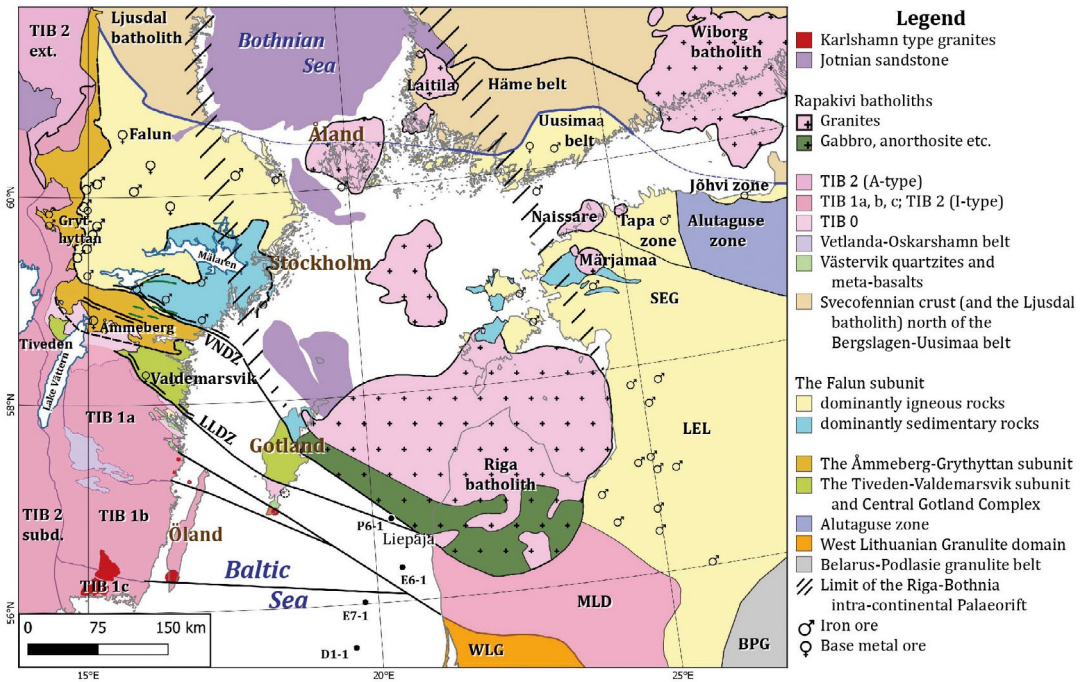 TIB 2
ext.
Ljusdal
batholith
Bothnian
Sea
Laitila
Häme belt
Wiborg
batholith
Falun
Åland
Uusimaa
belt
60°N
Gryt-
hyttan
Mälaren
Stockholm
Naissare
Tapa
zone
Jõhvi zone
Alutaguse
zone
Märjamaa
SEG
Åmmeberg
Tiveden
VNDZ
Lake Vättern
Valdemarsvik
58°N
TIB 1a
LLDZ
Gotland
LEL
Riga
batholith
TIB 2
subd.
TIB 1b
Öland
P6-1
Liepāja
TIB 1c
Baltic
Sea
E6-1
E7-1
D1-1
MLD
56°N
WLG
BPG
0 75 150 km
15°E
20°E
25°E
Legend
Karlshamn type granites
Jotnian sandstone
Rapakivi batholiths
Granites
Gabbro, anorthosite etc.
TIB 2 (A-type)
TIB 1a, b, c; TIB 2 (I-type)
TIB 0
Vetlanda-Oskarshamn belt
Västervik quartzites and
meta-basalts
Svecofennian crust (and the Ljusdal
batholith) north of the
Bergslagen-Uusimaa belt
The Falun subunit
dominantly igneous rocks
dominantly sedimentary rocks
The Åmmeberg-Grythyttan subunit
The Tiveden-Valdemarsvik subunit
and Central Gotland Complex
Alutaguse zone
West Lithuanian Granulite domain
Belarus-Podlasie granulite belt
Limit of the Riga-Bothnia
intra-continental Palaeorift
Iron ore
Base metal ore